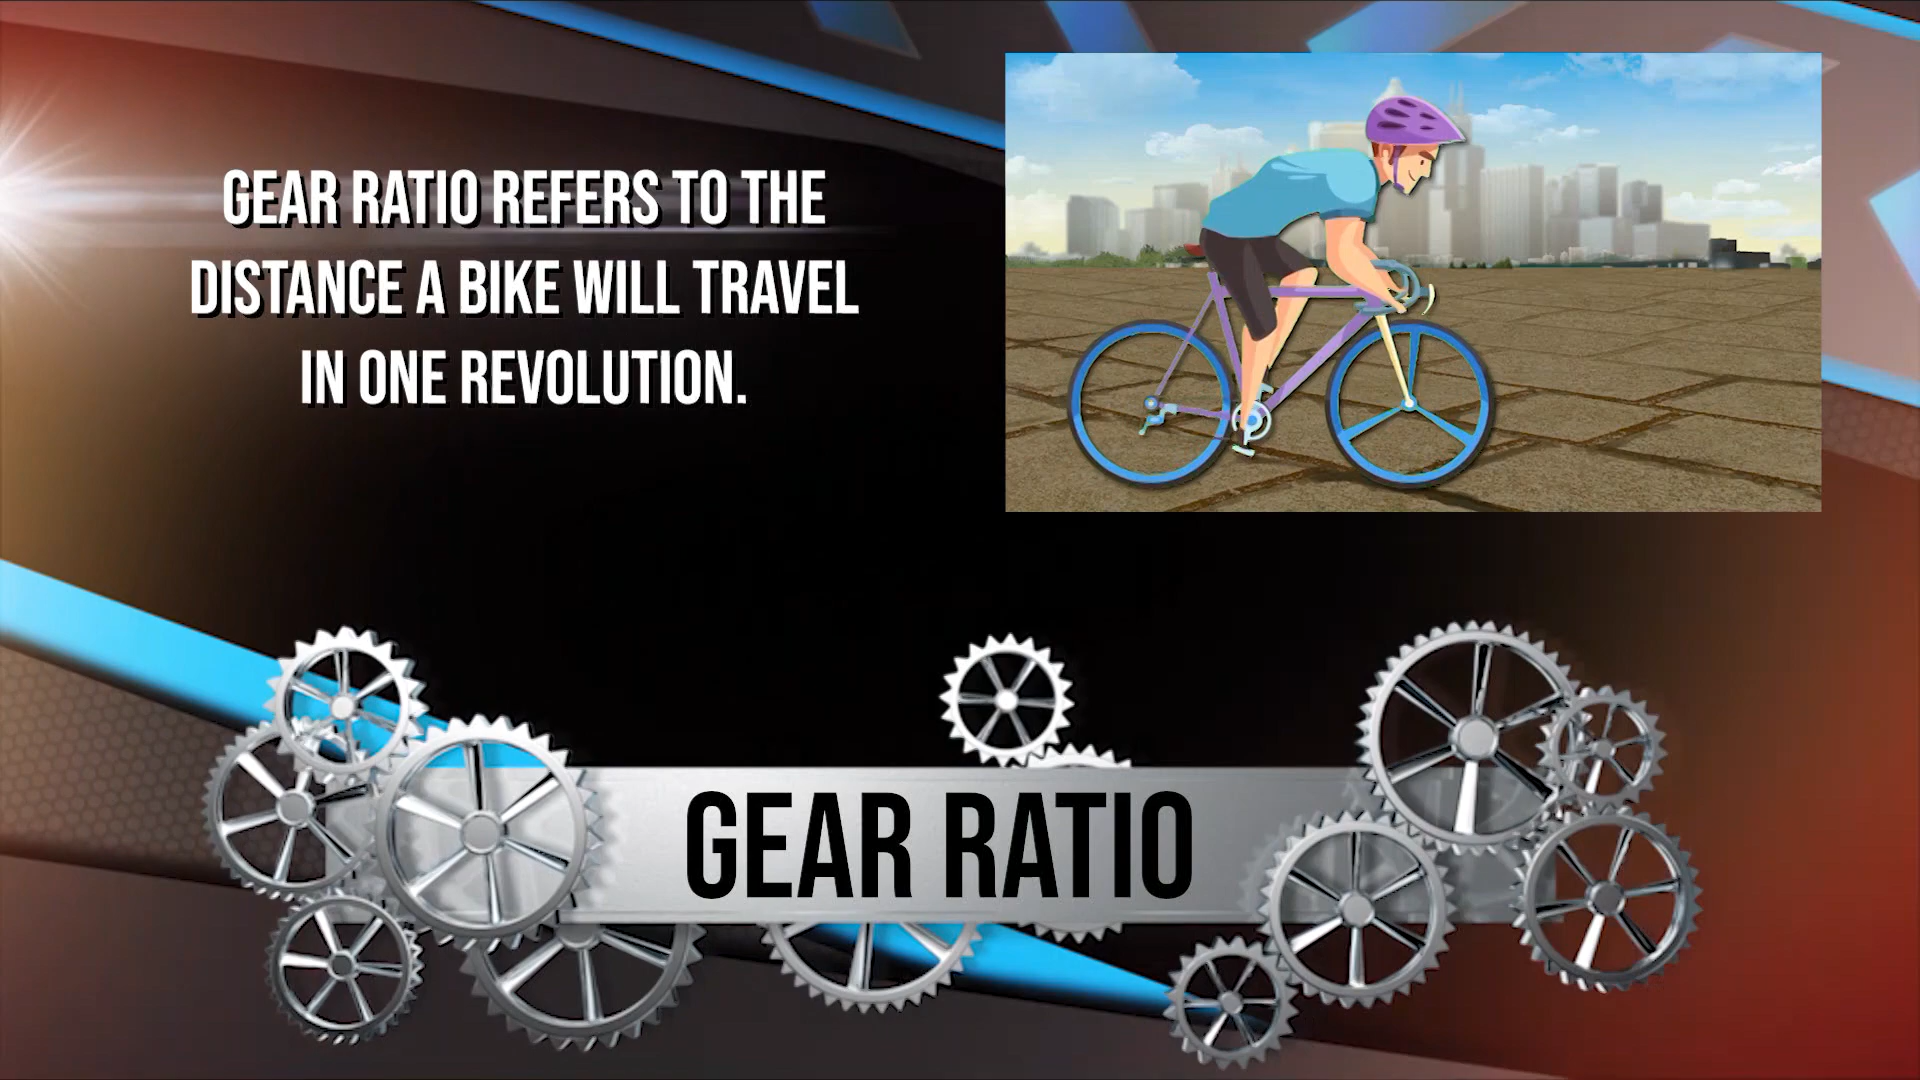 GEAR RATIO REFERS TO THE
DISTANCE A BIKE WILL TRAVEL
IN ONE REVOLUTION.
GEAR RATIO